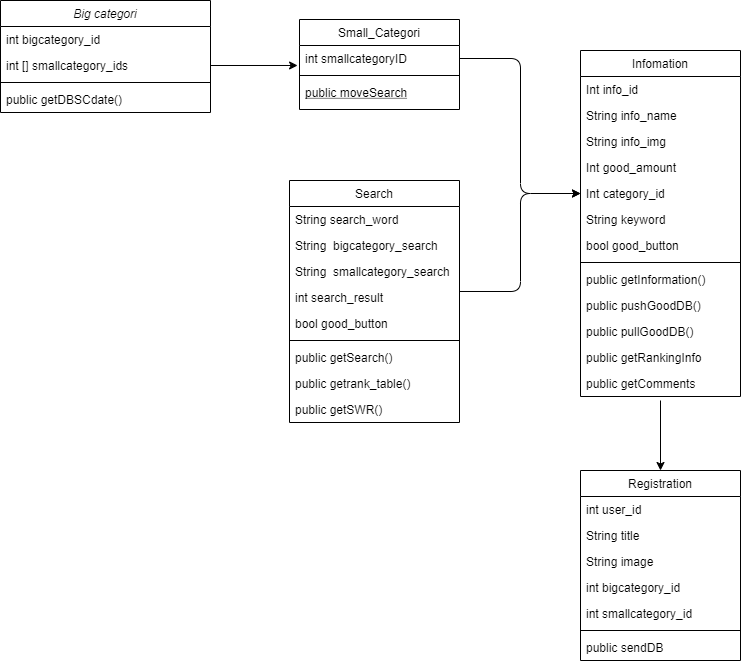 Big categori
int bigcategory_id
int [] smallcategory_ids
public getDBSCdate()
Small_Categori
int smallcategoryID
public moveSearch
Search
String search_word
String  bigcategory_search
String  smallcategory_search
int search_result
bool good_button
public getSearch()
public getrank_table()
public getSWR()
Infomation
Int info_id
String info_name
String info_img
Int good_amount
Int category_id
String keyword
bool good_button
public getInformation()
public pushGoodDB()
public pullGoodDB()
public getRankingInfo
public getComments
Registration
int user_id
String title
String image
int bigcategory_id
int smallcategory_id
public sendDB